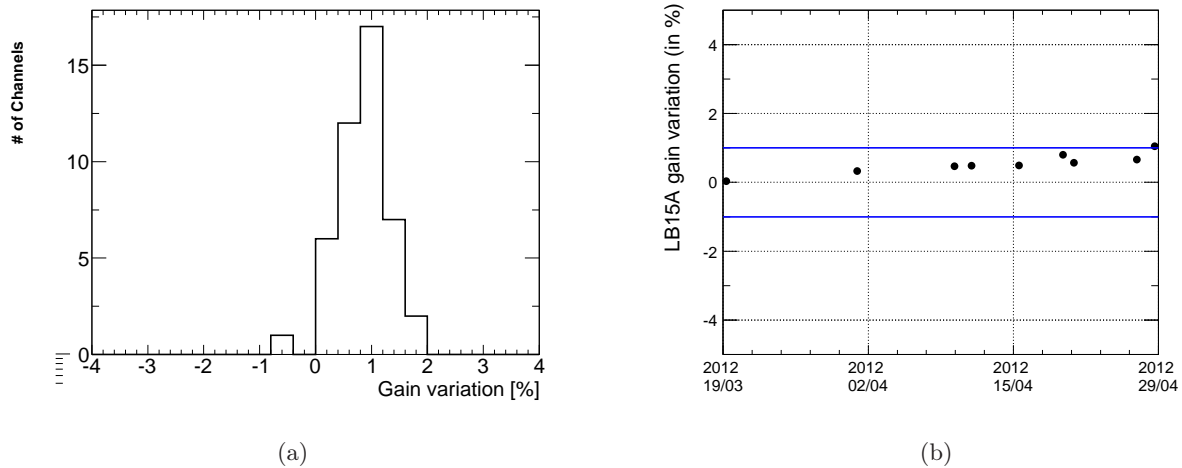 # of Channels
15
10
5
0
-4 -3 -2 -1 0 1 2 3 4
Gain variation [%]
(a)
LB15A gain variation (in %)
4
2
0
-2
-4
2012 2012 2012 2012
19/03 02/04 15/04 29/04
(b)